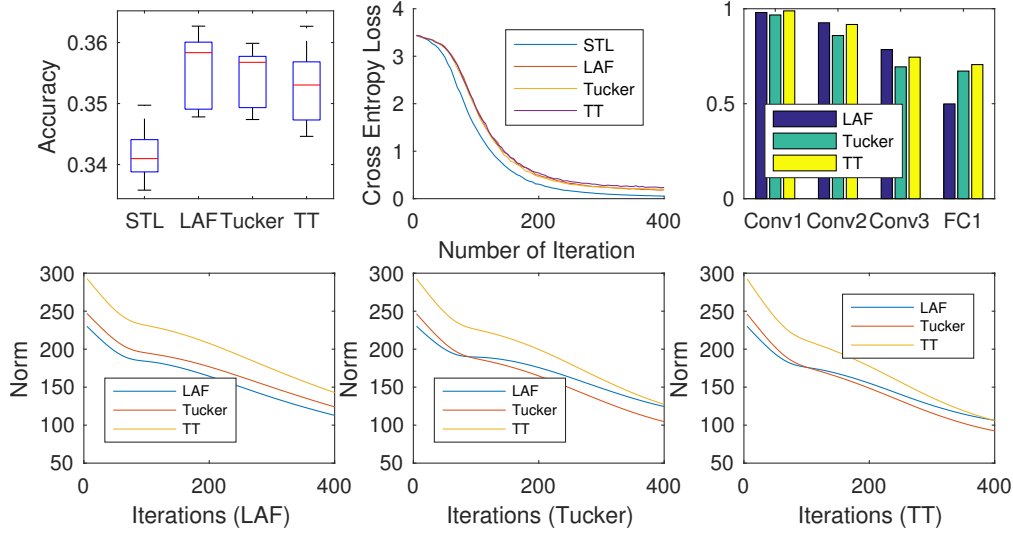 0.36
0.35
0.34
Accuracy
STL LAF Tucker TT
4
3
2
1
0
Cross Entropy Loss
STL
LAF
Tucker
TT
0 200 400
Number of Iteration
1
0.5
0
LAF
Tucker
TT
Conv1 Conv2 Conv3 FC1
300
250
200
150
100
50
Norm
LAF
Tucker
TT
0 200 400
Iterations (LAF)
300
250
200
150
100
50
Norm
LAF
Tucker
TT
0 200 400
Iterations (Tucker)
300
250
200
150
100
50
Norm
LAF
Tucker
TT
0 200 400
Iterations (TT)